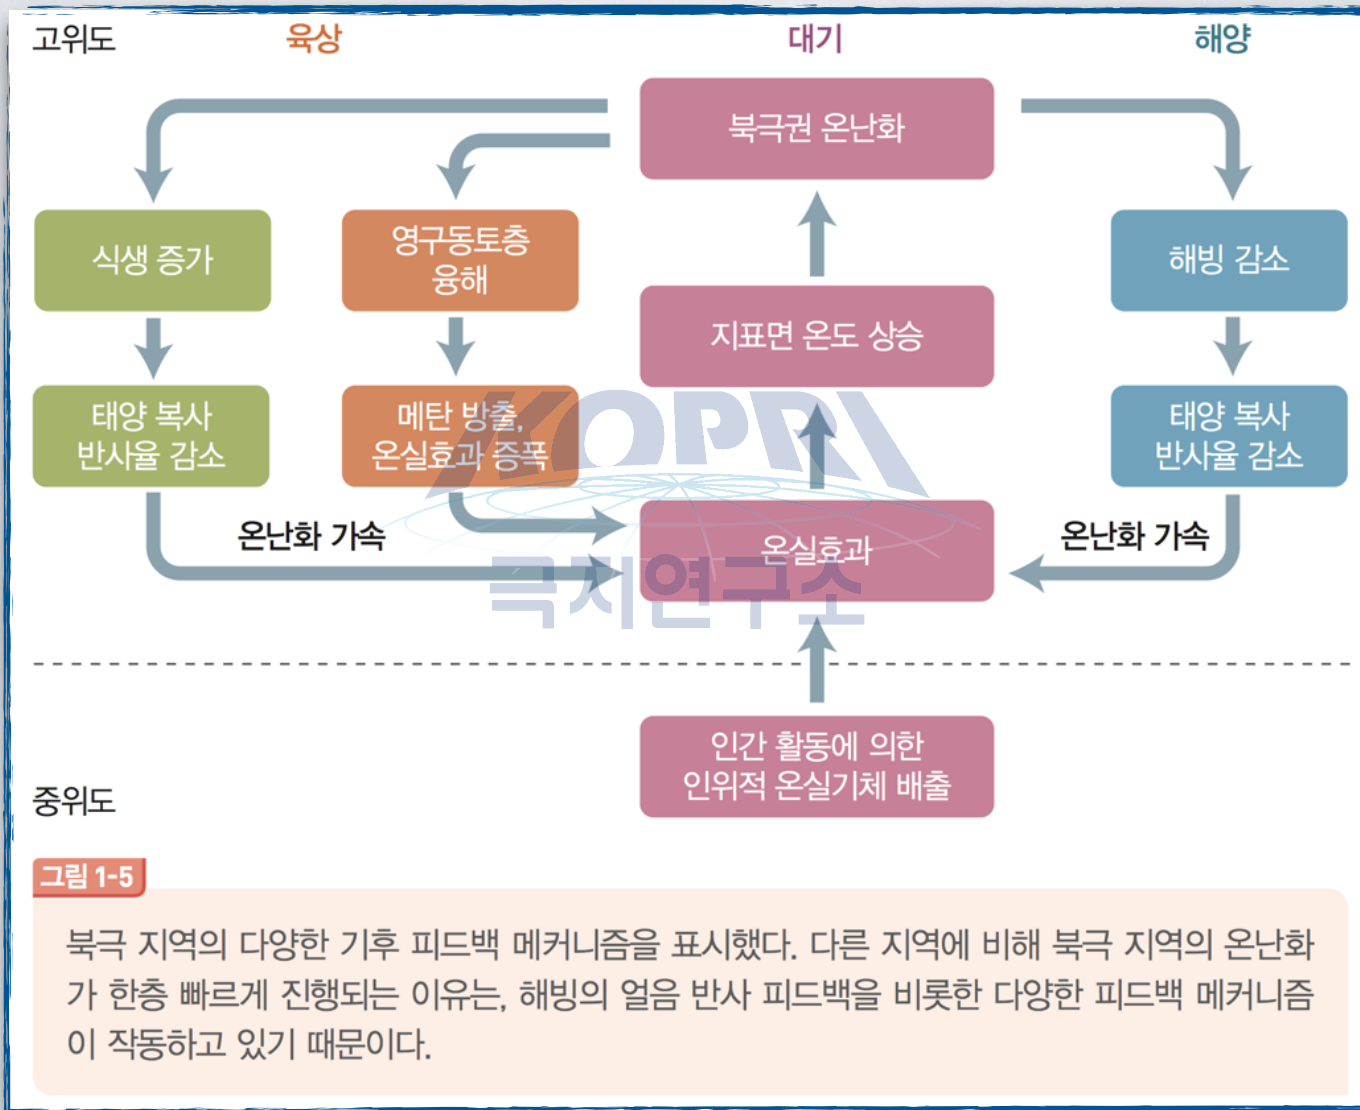 고위도
육상
대기
해양
북극권 온난화
식생 증가
영구동토층
융해
해빙 감소
지표면 온도 상승
태양 복사
반사율 감소
메탄 방출,
온실효과 증폭
태양 복사
반사율 감소
KOPRI
온난화 가속
온실효과
온난화 가속
극지연구소
인간 활동에 의한
인위적 온실기체 배출
중위도
그림 1-5
북극 지역의 다양한 기후 피드백 메커니즘을 표시했다. 다른 지역에 비해 북극 지역의 온난화
가 한층 빠르게 진행되는 이유는, 해빙의 얼음 반사 피드백을 비롯한 다양한 피드백 메커니즘
이 작동하고 있기 때문이다.